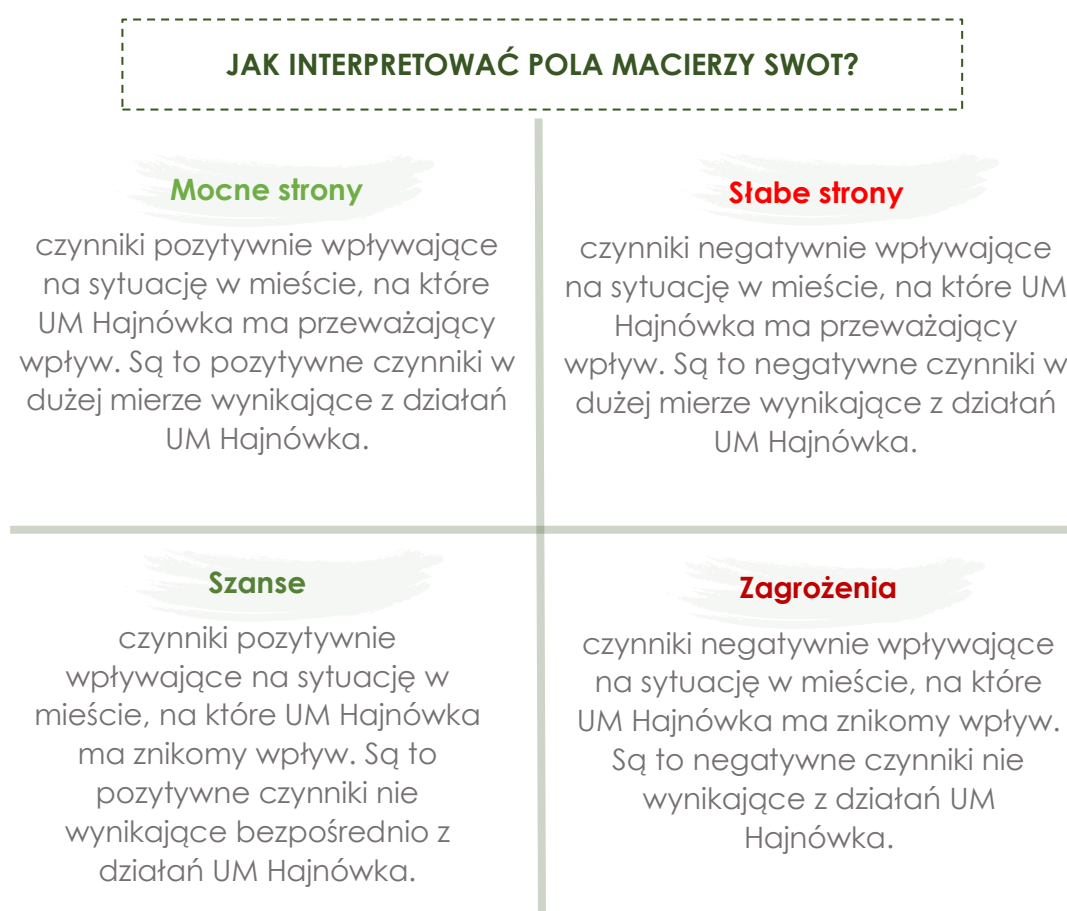 JAK INTERPRETOWAĆ POLA MACIERZY SWOT?
Mocne strony
czynniki pozytywnie wpływające
na sytuację w mieście, na które
UM Hajnówka ma przeważający
wpływ. Są to pozytywne czynniki w
dużej mierze wynikające z działań
UM Hajnówka.
Słabe strony
czynniki negatywnie wpływające
na sytuację w mieście, na które UM
Hajnówka ma przeważający
wpływ. Są to negatywne czynniki w
dużej mierze wynikające z działań
UM Hajnówka.
Szanse
czynniki pozytywnie
wpływające na sytuację w
mieście, na które UM Hajnówka
ma znikomy wpływ. Są to
pozytywne czynniki nie
wynikające bezpośrednio z
działań UM Hajnówka.
Zagrożenia
czynniki negatywnie wpływające
na sytuację w mieście, na które
UM Hajnówka ma znikomy wpływ.
Są to negatywne czynniki nie
wynikające z działań UM
Hajnówka.